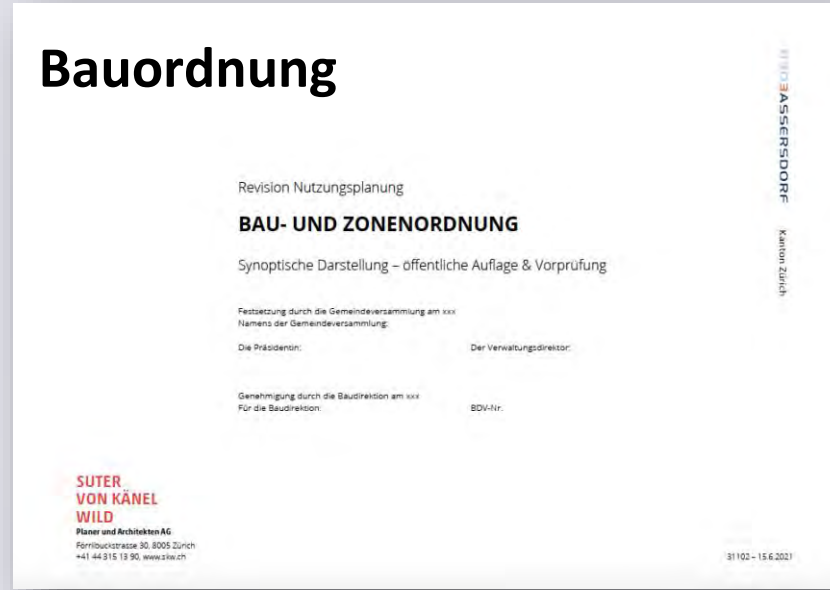 Bauordnung
Revision Nutzungsplanung
BAU- UND ZONENORDNUNG
Synoptische Darstellung – öffentliche Auflage & Vorprüfung
Festsetzung durch die Gemeindeversammlung am xxx
Namens der Gemeindeversammlung:
Die Präsidentin:
Der Verwaltungsdirektor:
Genehmigung durch die Baudirektion am xxx
Für die Baudirektion:
BDV-Nr.
SUTER
VON KÄNEL
WILD
Planer und Architekten AG
Förrlibuckstrasse 30, 8005 Zürich
+41 44 315 13 90, www.skw.ch
31102 – 15.6.2021
BASSERSDORF
Kanton Zürich